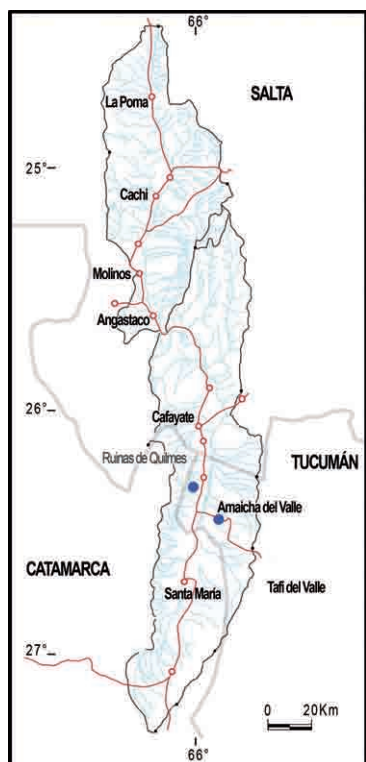 66°
La Poma
SALTA
25°
Cachi
Molinos
Angastaco
26°
Cafayate
Ruinas de Quilmes
TUCUMÁN
Amaicha del Valle
CATAMARCA
Tafi del Valle
Santa María
27°
0 20Km
66°